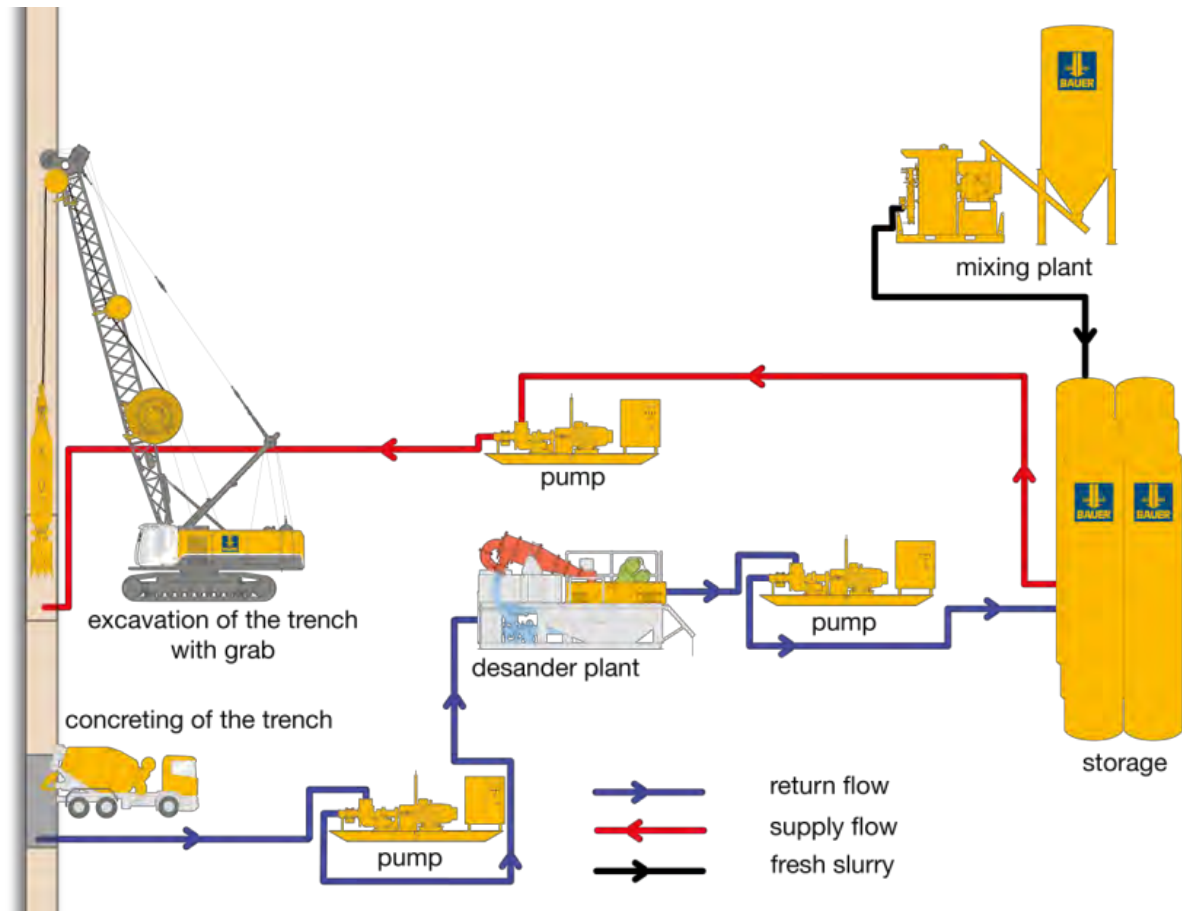 BAUER
mixing plant
pump
BAUER
BAUER
BAUER
excavation of the trench
with grab
pump
desander plant
concreting of the trench
storage
return flow
supply flow
pump
fresh slurry